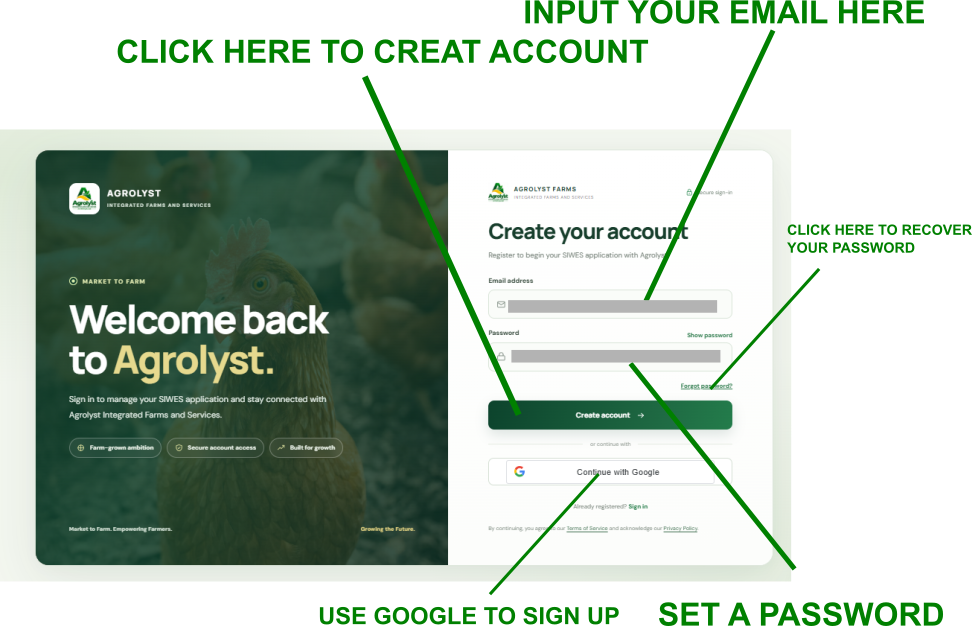 INPUT YOUR EMAIL HERE
CLICK HERE TO CREAT ACCOUNT
AGROLYST
INTEGRATED FARMS AND SERVICES
MARKET TO FARM
Welcome back
to Agrolyst.
Sign in to manage your SIWES application and stay connected with
Agrolyst Integrated Farms and Services.
Farm-grown ambition
Secure account access
Built for growth
Market to Farm. Empowering Farmers.
Growing the Future.
Agrolyst
AGROLYST FARMS
INTEGRATED FARMS AND SERVICES
Secure sign-in
Create your account
Register to begin your SIWES application with Agrolyst
Email address
Password
Show password
Forgot password?
Create account
or continue with
Continue with Google
Already registered? Sign in
By continuing, you agree to our Terms of Service and acknowledge our Privacy Policy.
CLICK HERE TO RECOVER
YOUR PASSWORD
USE GOOGLE TO SIGN UP
SET A PASSWORD